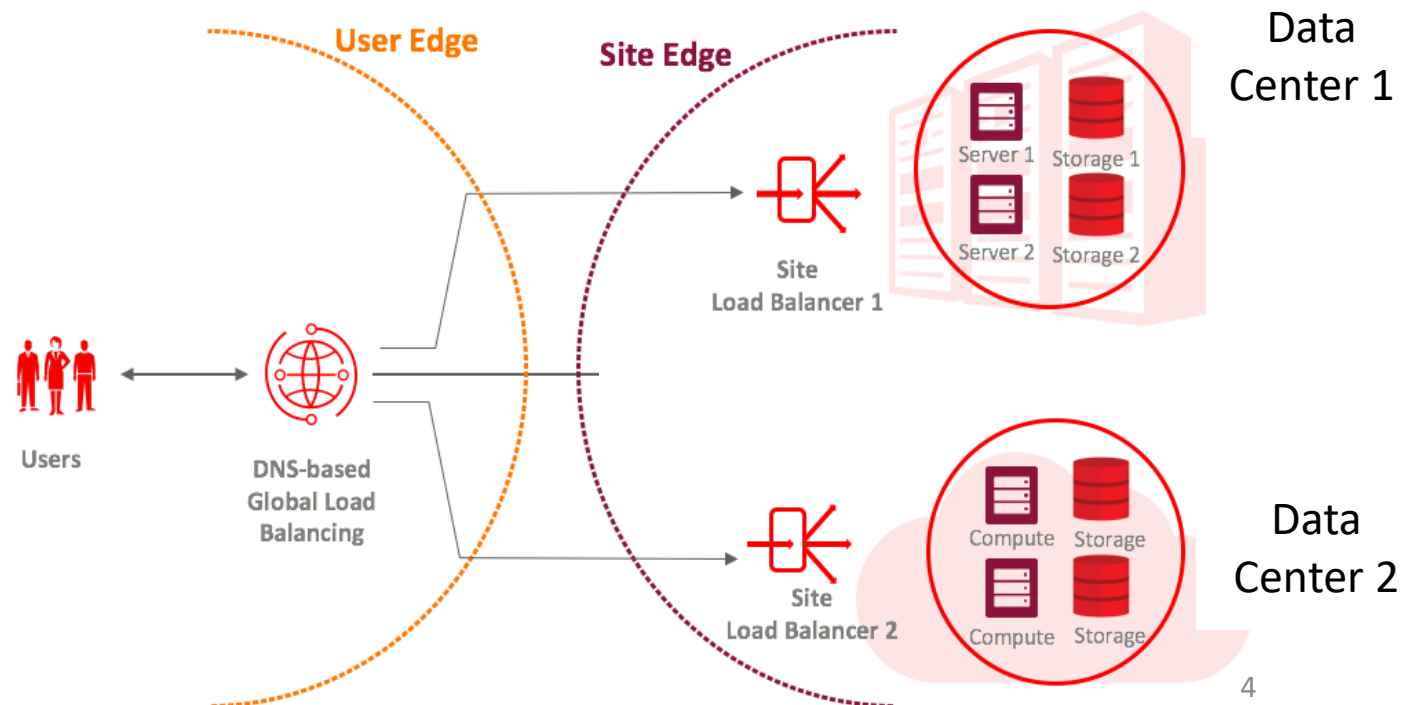 User Edge
Site Edge
Data
Center 1
Server 1
Storage 1
Server 2
Storage 2
Site
Load Balancer 1
Users
DNS-based
Global Load
Balancing
Compute
Storage
Compute
Storage
Site
Load Balancer 2
Data
Center 2
4